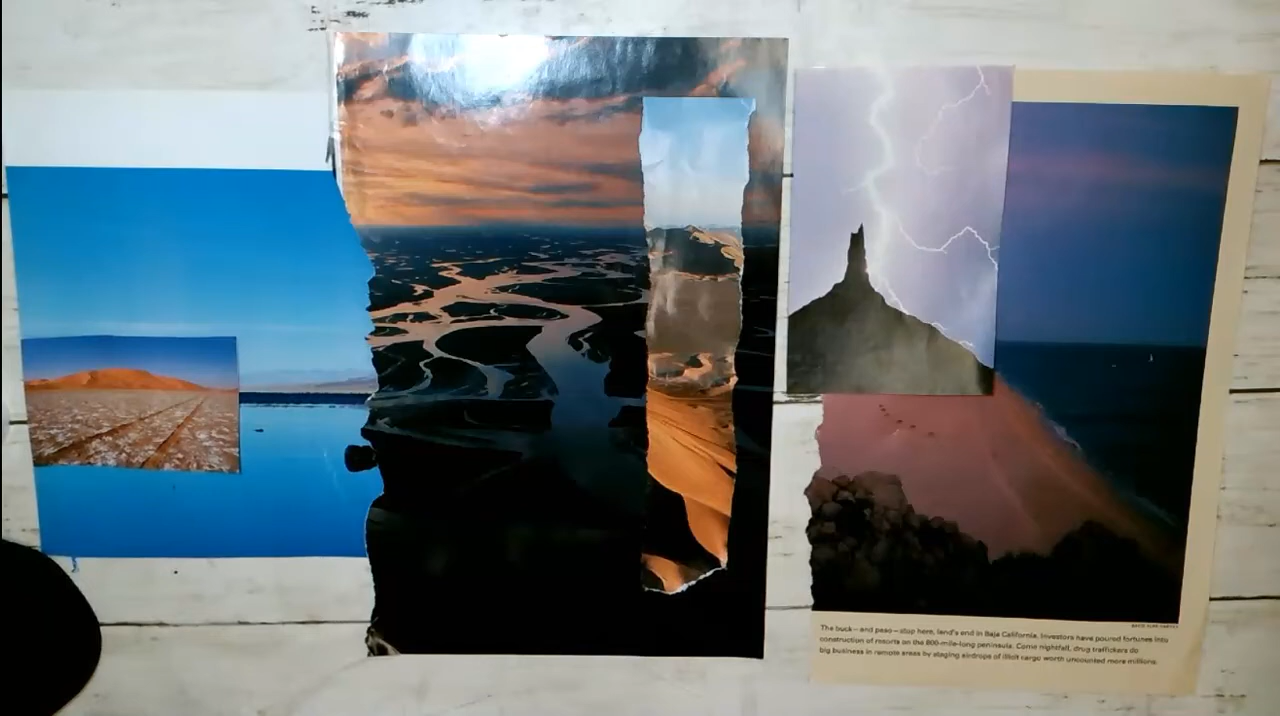 The buck—and peso—stop here, land's end in Baja California. Investors have poured fortunes into
construction of resorts on the 800-mile-long peninsula. Come nightfall, drug traffickers do
big business in remote areas by staging airdrops of illicit cargo worth uncounted more millions.